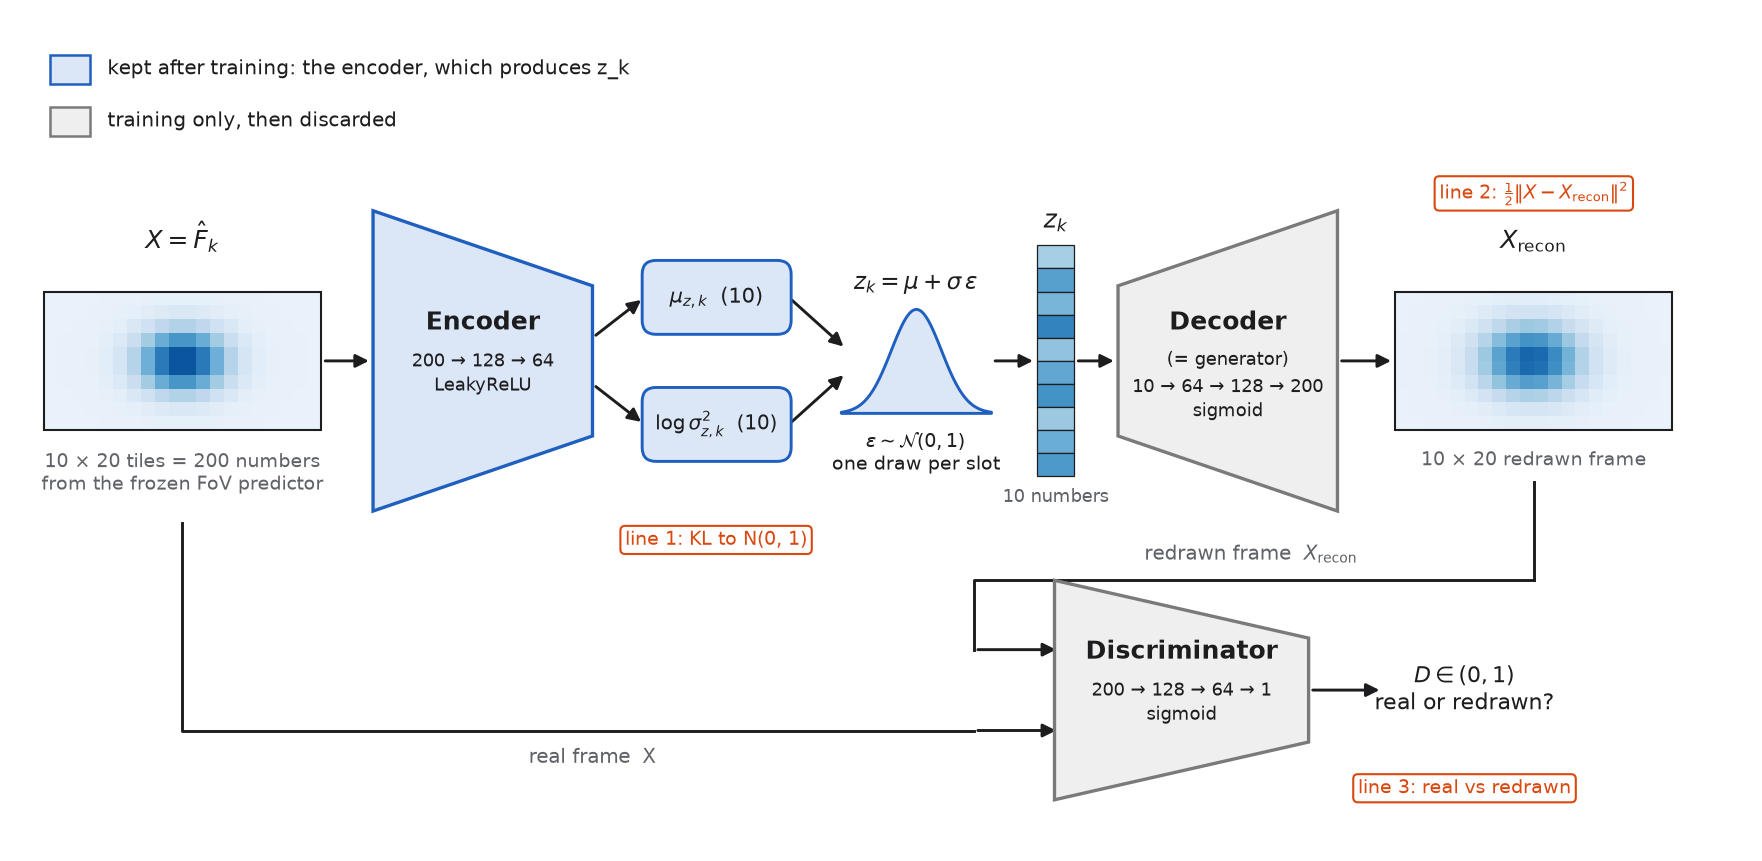 kept after training: the encoder, which produces z_k
training only, then discarded
line 2: ½‖X − X_recon‖²
X = F̂_k
z_k
X_recon
Encoder
200 → 128 → 64
LeakyReLU
μ_{z,k} (10)
log σ²_{z,k} (10)
z_k = μ + σ ε
ε ~ 𝒩(0, 1)
one draw per slot
10 numbers
Decoder
(= generator)
10 → 64 → 128 → 200
sigmoid
10 × 20 tiles = 200 numbers
from the frozen FoV predictor
10 × 20 redrawn frame
line 1: KL to N(0, 1)
redrawn frame X_recon
Discriminator
200 → 128 → 64 → 1
sigmoid
D ∈ (0, 1)
real or redrawn?
real frame X
line 3: real vs redrawn